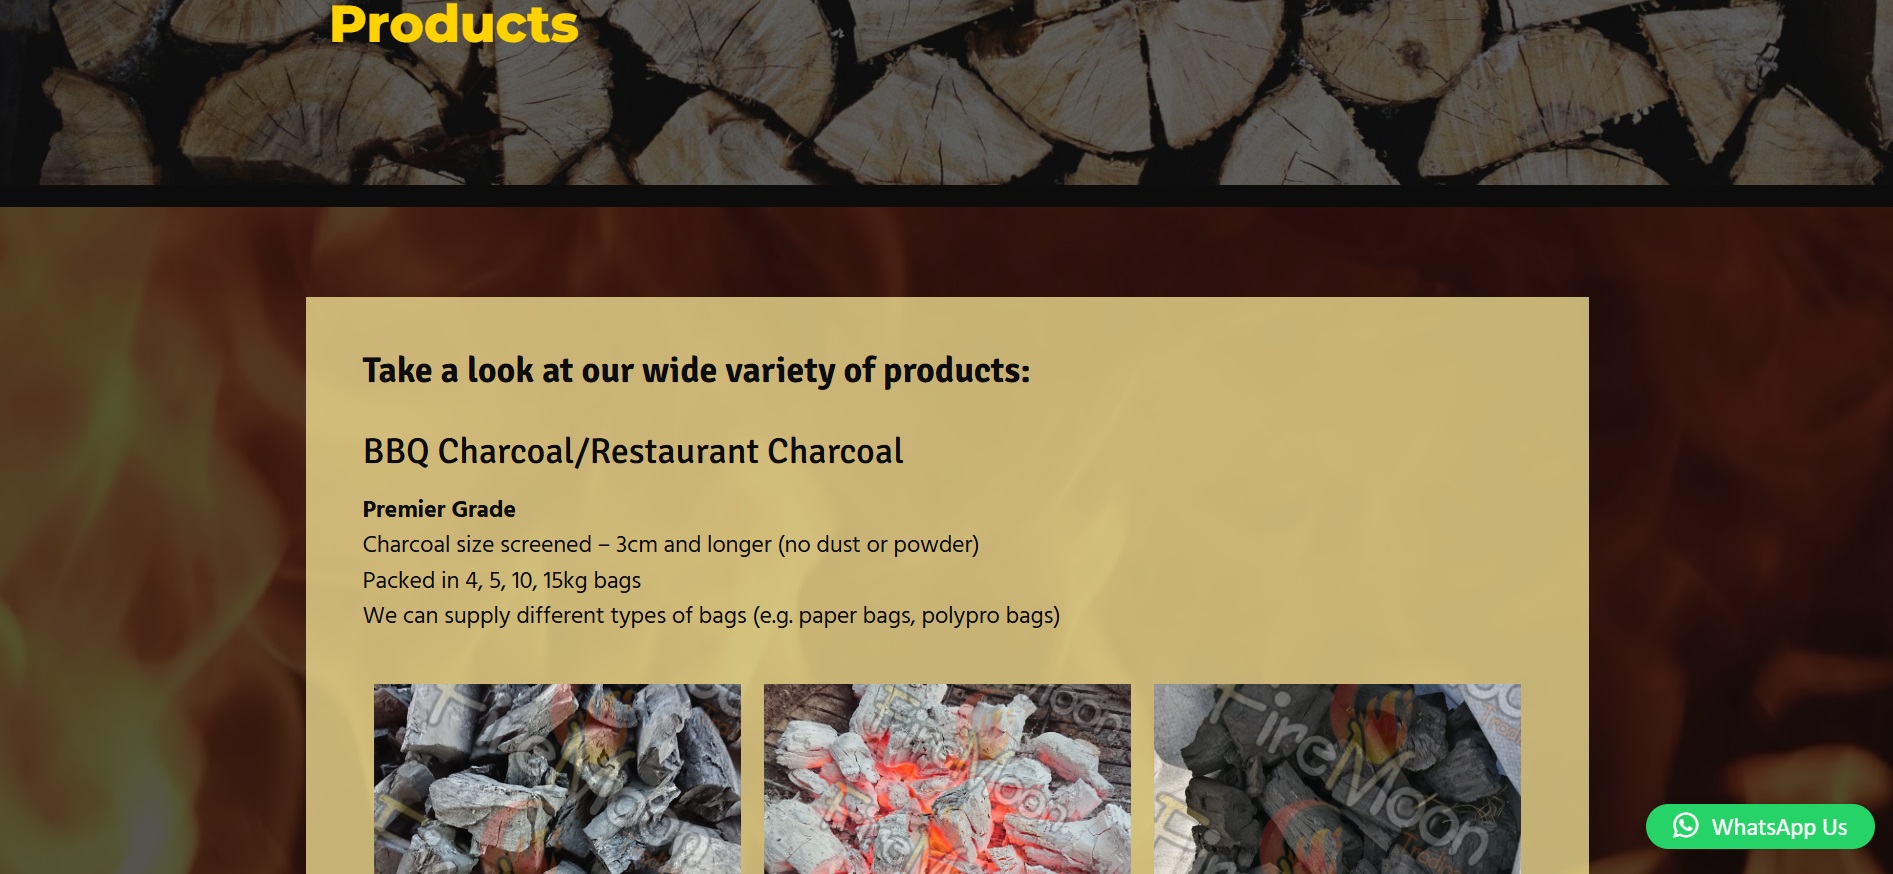 Products
Take a look at our wide variety of products:
BBQ Charcoal/Restaurant Charcoal
Premier Grade
Charcoal size screened – 3cm and longer (no dust or powder)
Packed in 4, 5, 10, 15kg bags
We can supply different types of bags (e.g. paper bags, polypro bags)
FireMoon
FireMoon
FireMoon
WhatsApp Us